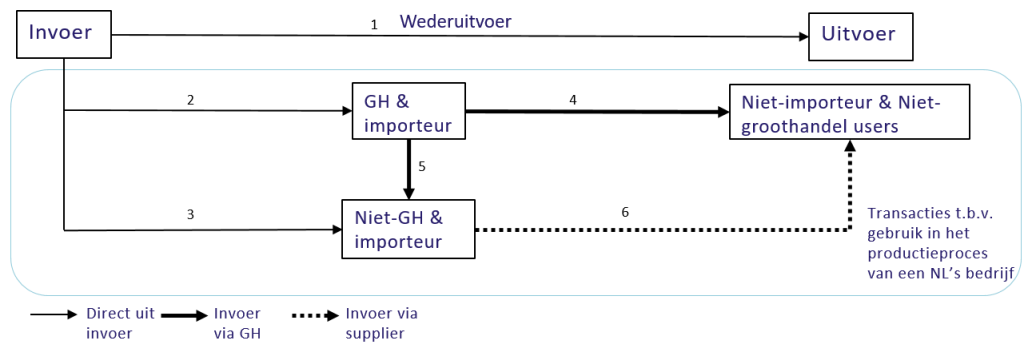 Invoer
1
Wederuitvoer
Uitvoer
2
GH &
importeur
4
Niet-importeur & Niet-
groothandel users
5
3
Niet-GH &
importeur
6
Transacties t.b.v.
gebruik in het
productieproces
van een NL's bedrijf
Direct uit
invoer
Invoer
via GH
Invoer via
supplier